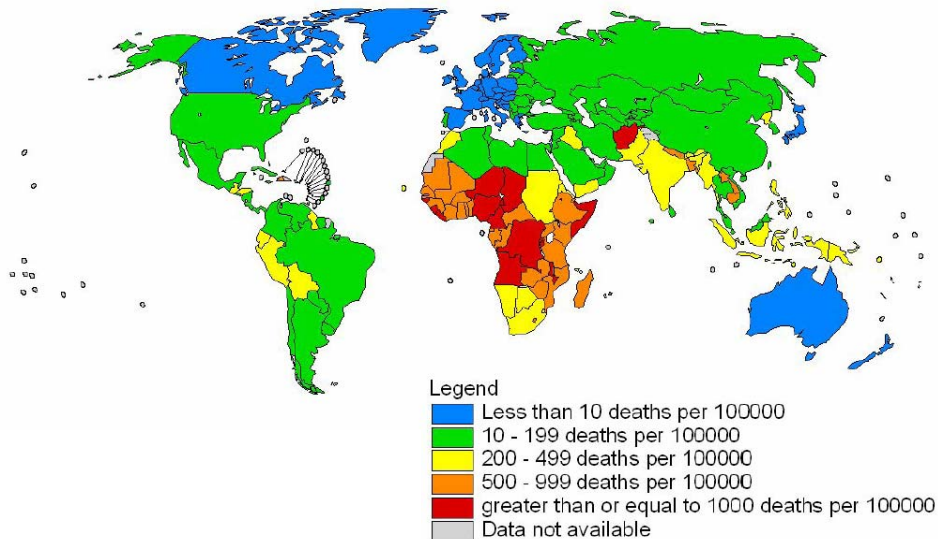 Legend
Less than 10 deaths per 100000
10 - 199 deaths per 100000
200 - 499 deaths per 100000
500 - 999 deaths per 100000
greater than or equal to 1000 deaths per 100000
Data not available